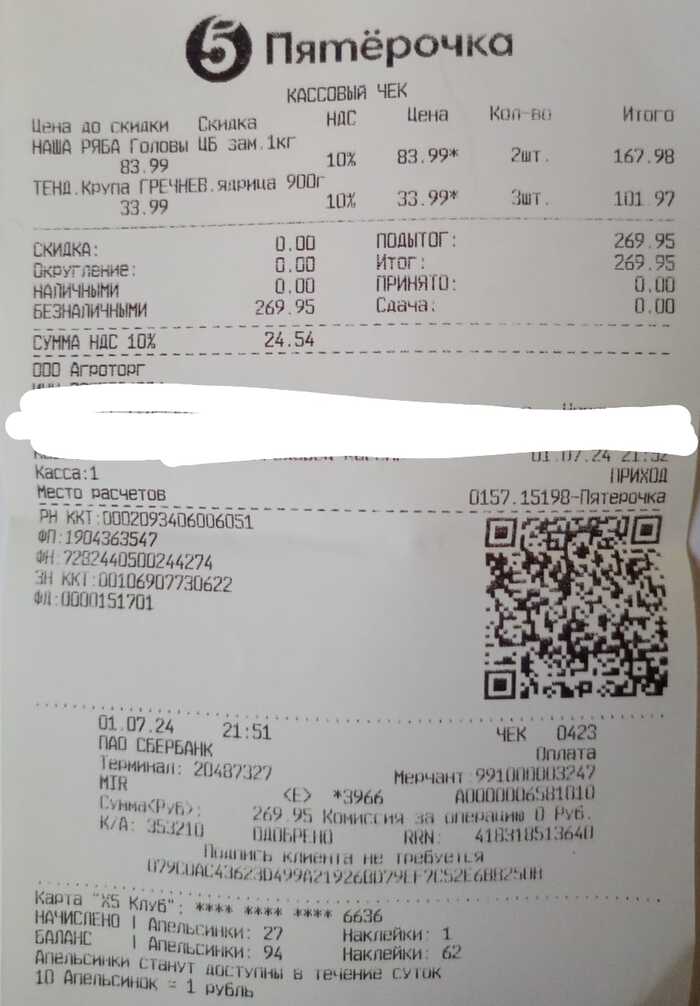 5 Пятёрочка
КАССОВЫЙ ЧЕК
Цена до скидки Скидка НДС Цена Кол-во Итого
НАША РЯБА Головы ЦБ зам.1кг
83.99 10% 83.99* 2шт. 167.98
ТЕНД.Крупа ГРЕЧНЕВ.ядрица 900г
33.99 10% 33.99* 3шт. 101.97
СКИДКА: 0.00 ПОДЫТОГ: 269.95
Округление: 0.00 Итог: 269.95
НАЛИЧНЫМИ 0.00 ПРИНЯТО: 0.00
БЕЗНАЛИЧНЫМИ 269.95 Сдача: 0.00
СУММА НДС 10% 24.54
ООО Агроторг
01.07.24 21:52
Касса:1 ПРИХОД
Место расчетов 0157.15198-Пятерочка
РН ККТ:0002093406006051
ФП:1904363547
ФН:7282440500244274
ЗН ККТ:00106907730622
ФД:0000151701
01.07.24 21:51 ЧЕК 0423
ПАО СБЕРБАНК Оплата
Терминал: 20487327 Мерчант:991000003247
MIR <E> *3966 A0000006581010
Сумма(Руб): 269.95 Комиссия за операцию 0 Руб.
К/А: 353210 ОДОБРЕНО RRN: 418318513640
Подпись клиента не требуется
Карта "X5 Клуб": **** **** **** 6636
НАЧИСЛЕНО | Апельсинки: 27 Наклейки: 1
БАЛАНС | Апельсинки: 94 Наклейки: 62
Апельсинки станут доступны в течение суток
10 Апельсинок = 1 рубль